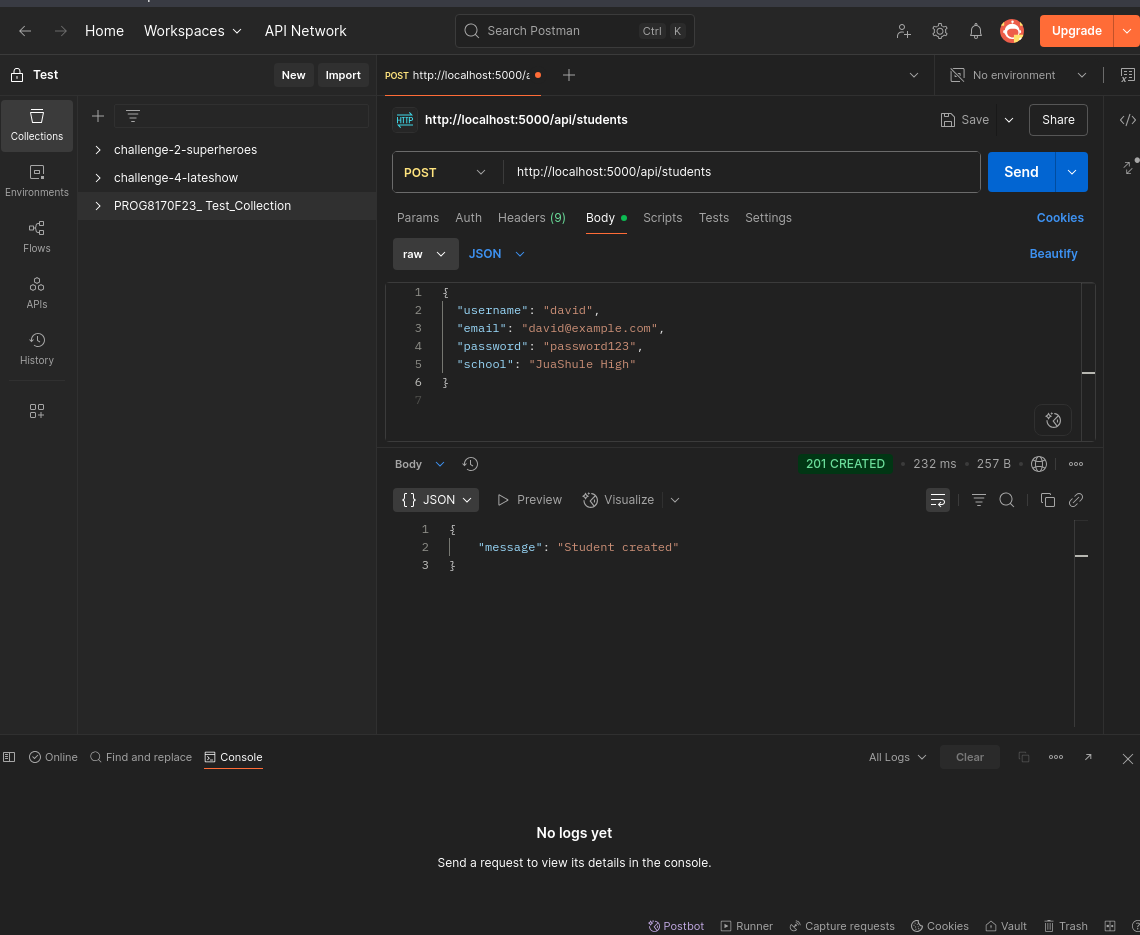 Home Workspaces API Network Search Postman Ctrl K Upgrade
Test New Import POST http://localhost:5000/a No environment
Collections
Environments
Flows
APIs
History
challenge-2-superheroes
challenge-4-lateshow
PROG8170F23_ Test_Collection
HTTP http://localhost:5000/api/students Save Share
POST http://localhost:5000/api/students Send
Params Auth Headers (9) Body Scripts Tests Settings Cookies
raw JSON Beautify
1 {
2 "username": "david",
3 "email": "david@example.com",
4 "password": "password123",
5 "school": "JuaShule High"
6 }
7
Body 201 CREATED 232 ms 257 B
{} JSON Preview Visualize
1 {
2 "message": "Student created"
3 }
Online Find and replace Console All Logs Clear
No logs yet
Send a request to view its details in the console.
Postbot Runner Capture requests Cookies Vault Trash